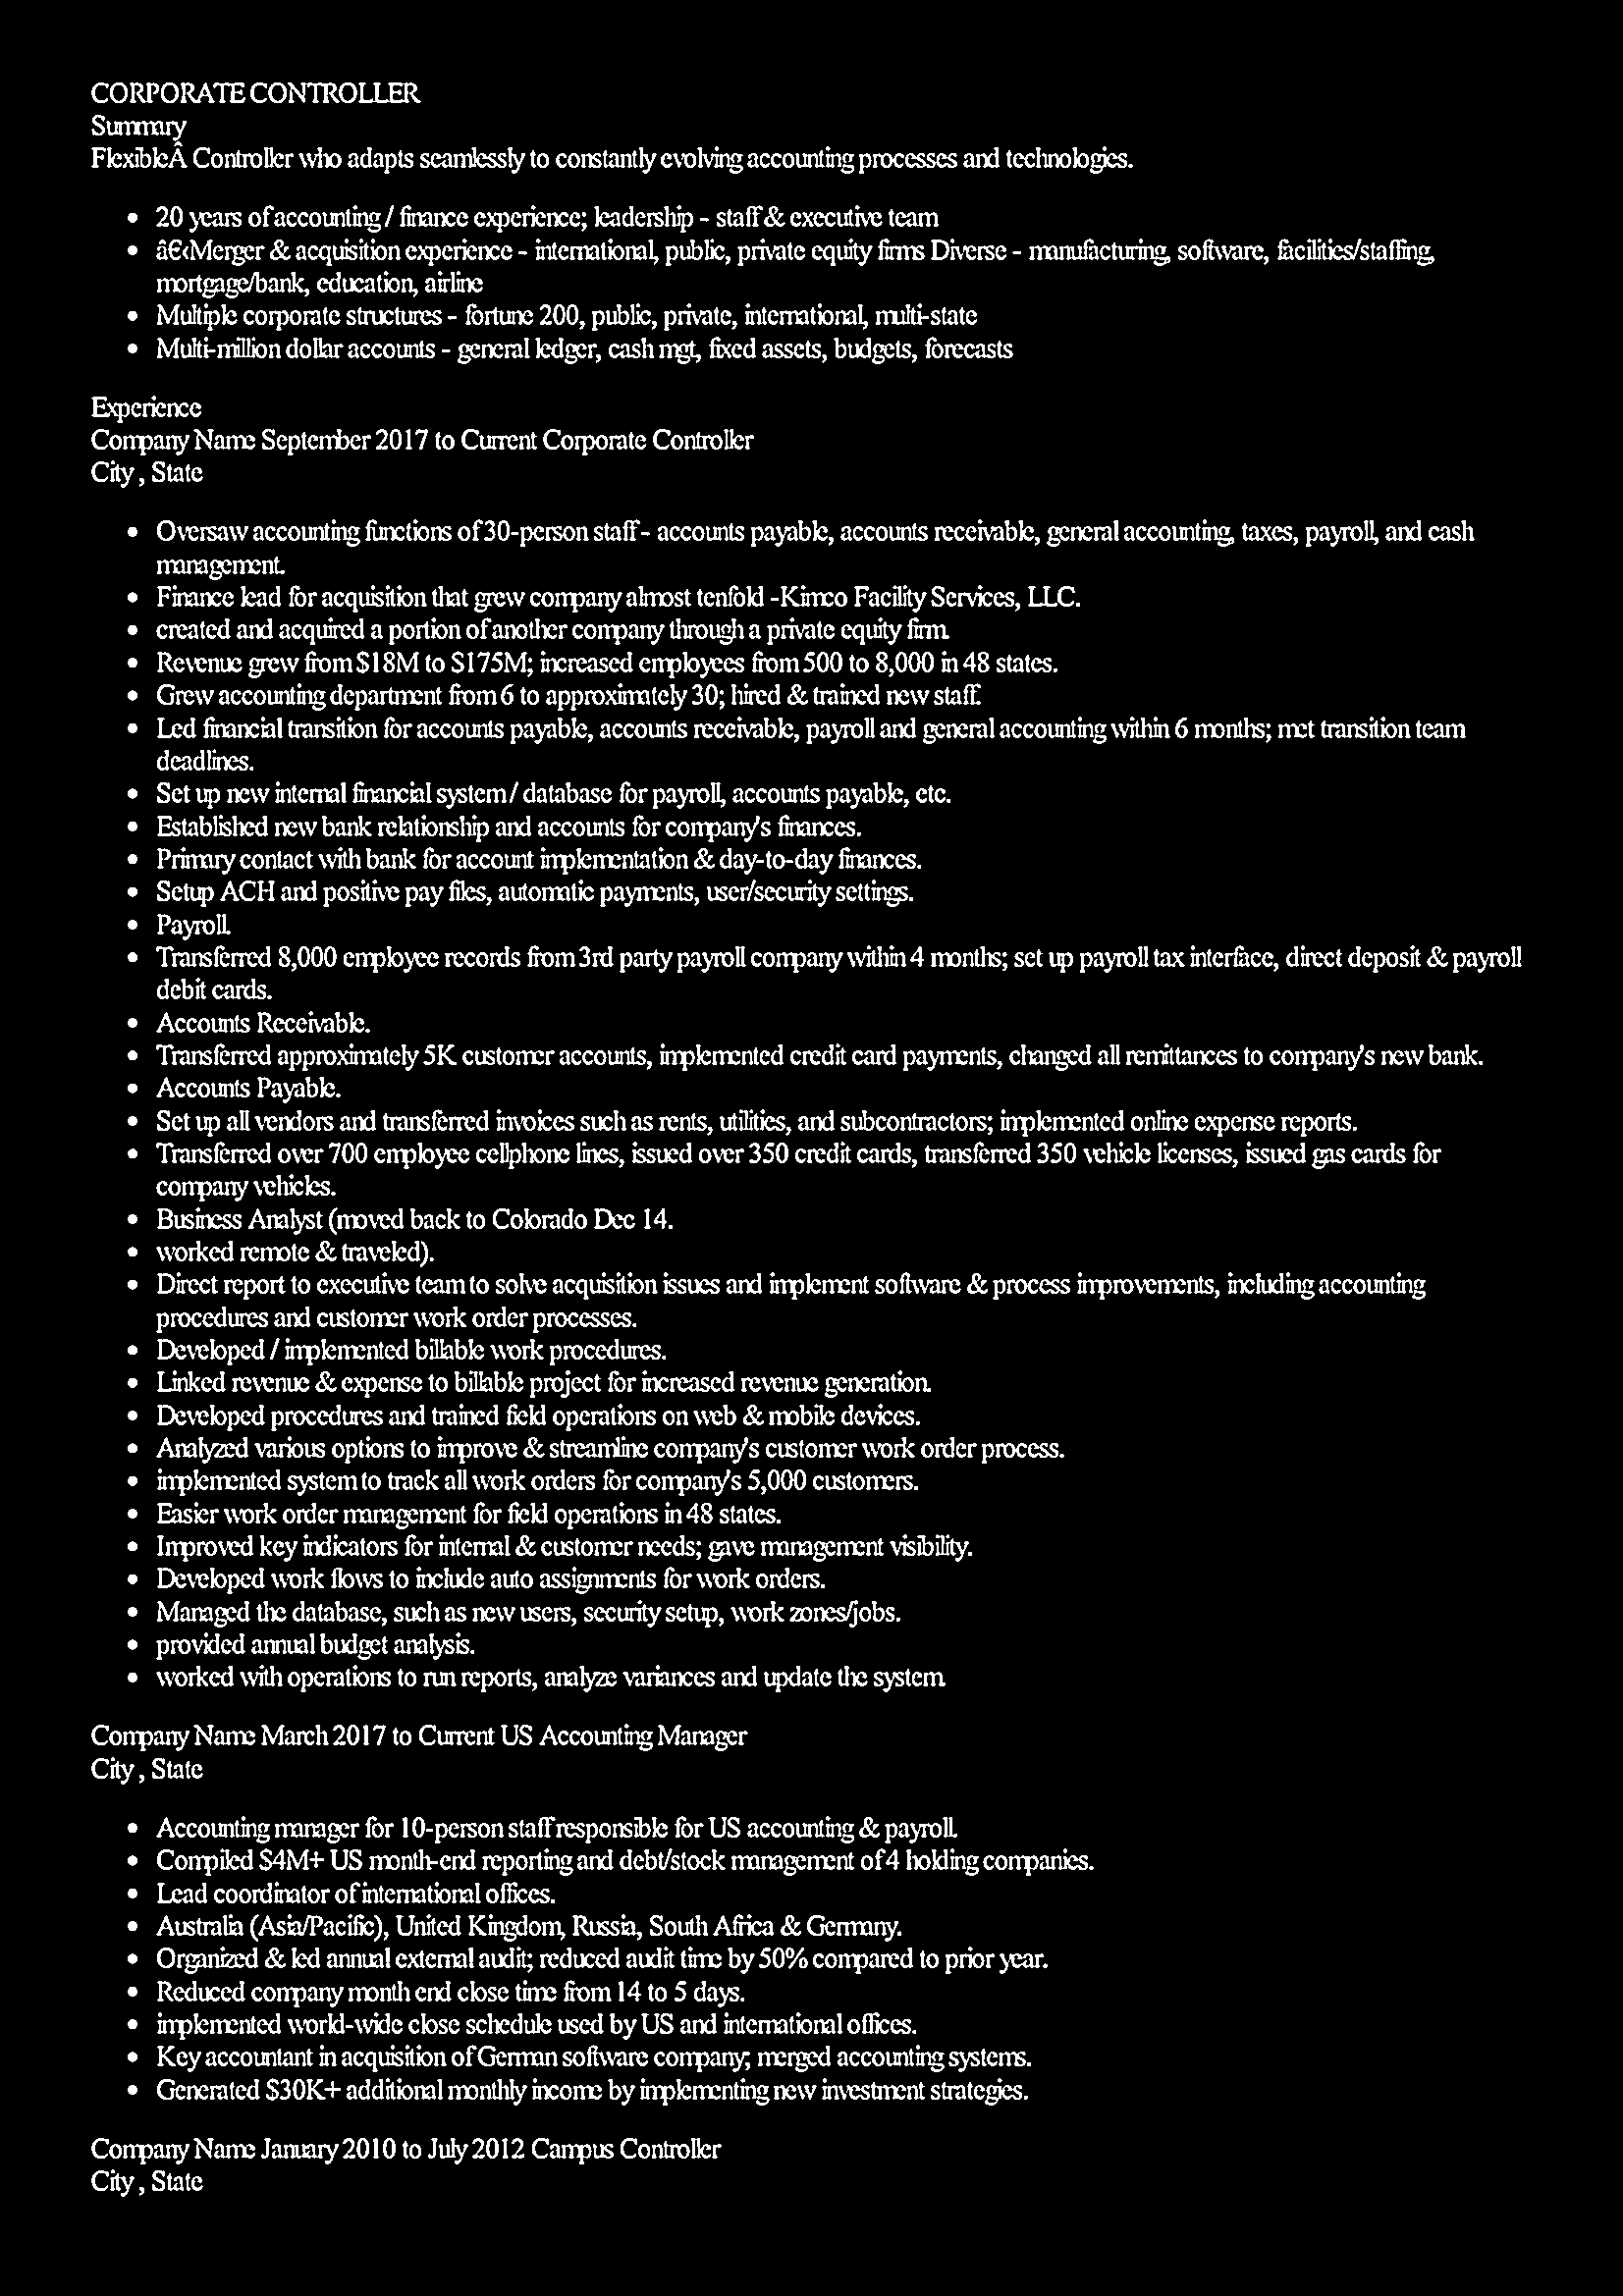 CORPORATE CONTROLLER
Summary
FlexibleÂ Controller who adapts seamlessly to constantly evolving accounting processes and technologies.
• 20 years of accounting / finance experience; leadership - staff & executive team
• â€‹Merger & acquisition experience - international, public, private equity firms Diverse - manufacturing, software, facilities/staffing,
mortgage/bank, education, airline
• Multiple corporate structures - fortune 200, public, private, international, multi-state
• Multi-million dollar accounts - general ledger, cash mgt, fixed assets, budgets, forecasts
Experience
Company Name September 2017 to Current Corporate Controller
City , State
• Oversaw accounting functions of 30-person staff - accounts payable, accounts receivable, general accounting, taxes, payroll, and cash
management.
• Finance lead for acquisition that grew company almost tenfold -Kimco Facility Services, LLC.
• created and acquired a portion of another company through a private equity firm.
• Revenue grew from $18M to $175M; increased employees from 500 to 8,000 in 48 states.
• Grew accounting department from 6 to approximately 30; hired & trained new staff.
• Led financial transition for accounts payable, accounts receivable, payroll and general accounting within 6 months; met transition team
deadlines.
• Set up new internal financial system / database for payroll, accounts payable, etc.
• Established new bank relationship and accounts for company's finances.
• Primary contact with bank for account implementation & day-to-day finances.
• Setup ACH and positive pay files, automatic payments, user/security settings.
• Payroll.
• Transferred 8,000 employee records from 3rd party payroll company within 4 months; set up payroll tax interface, direct deposit & payroll
debit cards.
• Accounts Receivable.
• Transferred approximately 5K customer accounts, implemented credit card payments, changed all remittances to company's new bank.
• Accounts Payable.
• Set up all vendors and transferred invoices such as rents, utilities, and subcontractors; implemented online expense reports.
• Transferred over 700 employee cellphone lines, issued over 350 credit cards, transferred 350 vehicle licenses, issued gas cards for
company vehicles.
• Business Analyst (moved back to Colorado Dec 14.
• worked remote & traveled).
• Direct report to executive team to solve acquisition issues and implement software & process improvements, including accounting
procedures and customer work order processes.
• Developed / implemented billable work procedures.
• Linked revenue & expense to billable project for increased revenue generation.
• Developed procedures and trained field operations on web & mobile devices.
• Analyzed various options to improve & streamline company's customer work order process.
• implemented system to track all work orders for company's 5,000 customers.
• Easier work order management for field operations in 48 states.
• Improved key indicators for internal & customer needs; gave management visibility.
• Developed work flows to include auto assignments for work orders.
• Managed the database, such as new users, security setup, work zones/jobs.
• provided annual budget analysis.
• worked with operations to run reports, analyze variances and update the system.
Company Name March 2017 to Current US Accounting Manager
City , State
• Accounting manager for 10-person staff responsible for US accounting & payroll.
• Compiled $4M+ US month-end reporting and debt/stock management of 4 holding companies.
• Lead coordinator of international offices.
• Australia (Asia/Pacific), United Kingdom, Russia, South Africa & Germany.
• Organized & led annual external audit; reduced audit time by 50% compared to prior year.
• Reduced company month end close time from 14 to 5 days.
• implemented world-wide close schedule used by US and international offices.
• Key accountant in acquisition of German software company; merged accounting systems.
• Generated $30K+ additional monthly income by implementing new investment strategies.
Company Name January 2010 to July 2012 Campus Controller
City , State